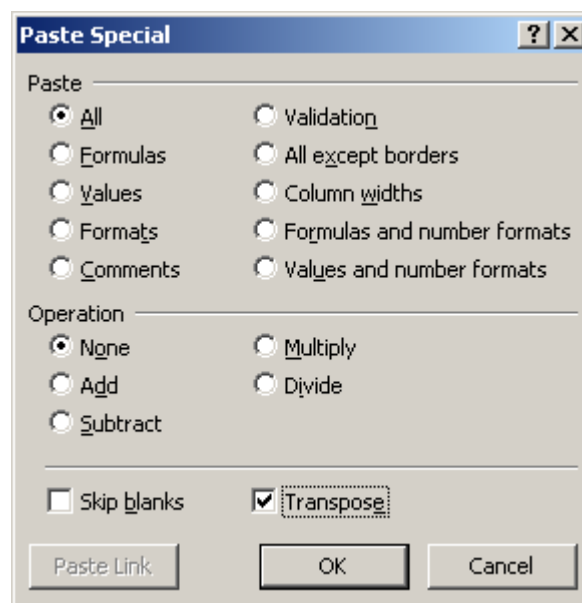 Paste Special
Paste
All
Validation
Formulas
All except borders
Values
Column widths
Formats
Formulas and number formats
Comments
Values and number formats
Operation
None
Multiply
Add
Divide
Subtract
Skip blanks
Transpose
Paste Link
OK
Cancel